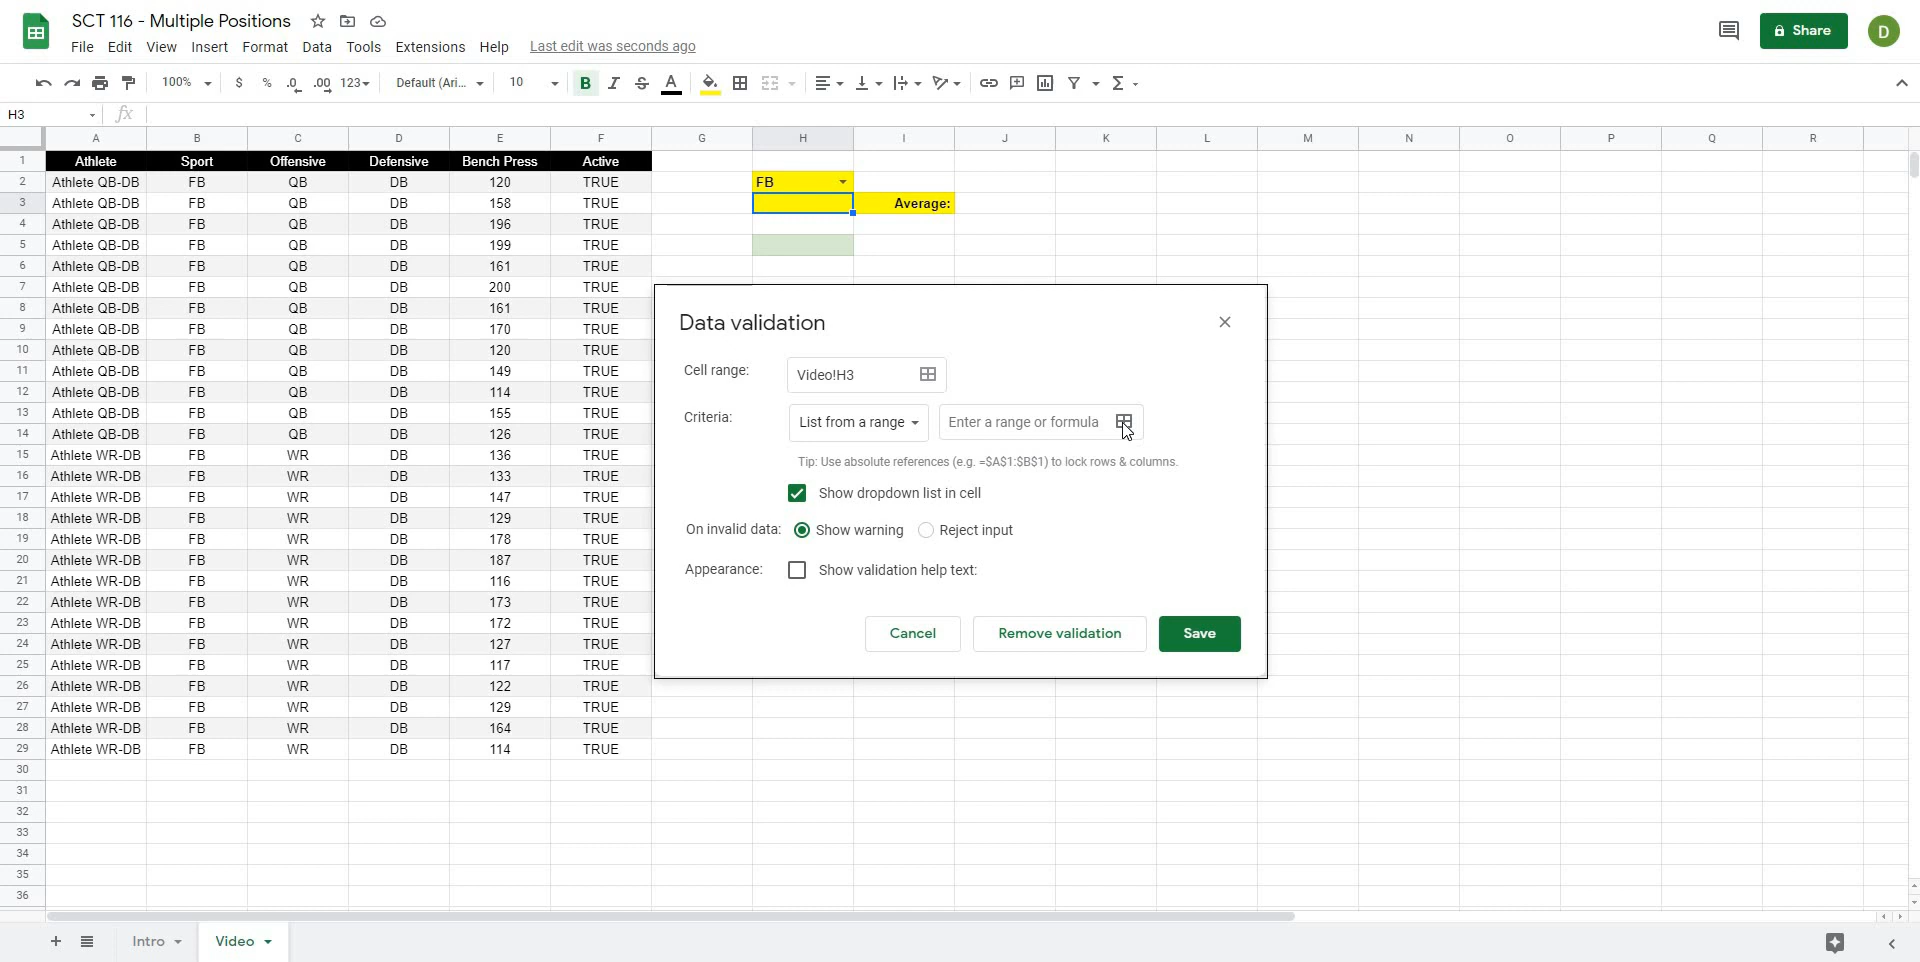 SCT 116 - Multiple Positions
Share
D
File Edit View Insert Format Data Tools Extensions Help Last edit was seconds ago
100% $ % .0 .00 123 Default (Ari... 10 B I S A Σ
H3 fx
A B C D E F G H I J K L M N O P Q R
1 Athlete Sport Offensive Defensive Bench Press Active
2 Athlete QB-DB FB QB DB 120 TRUE FB
3 Athlete QB-DB FB QB DB 158 TRUE Average:
4 Athlete QB-DB FB QB DB 196 TRUE
5 Athlete QB-DB FB QB DB 199 TRUE
6 Athlete QB-DB FB QB DB 161 TRUE
7 Athlete QB-DB FB QB DB 200 TRUE
8 Athlete QB-DB FB QB DB 161 TRUE
9 Athlete QB-DB FB QB DB 170 TRUE
10 Athlete QB-DB FB QB DB 120 TRUE
11 Athlete QB-DB FB QB DB 149 TRUE
12 Athlete QB-DB FB QB DB 114 TRUE
13 Athlete QB-DB FB QB DB 155 TRUE
14 Athlete QB-DB FB QB DB 126 TRUE
15 Athlete WR-DB FB WR DB 136 TRUE
16 Athlete WR-DB FB WR DB 133 TRUE
17 Athlete WR-DB FB WR DB 147 TRUE
18 Athlete WR-DB FB WR DB 129 TRUE
19 Athlete WR-DB FB WR DB 178 TRUE
20 Athlete WR-DB FB WR DB 187 TRUE
21 Athlete WR-DB FB WR DB 116 TRUE
22 Athlete WR-DB FB WR DB 173 TRUE
23 Athlete WR-DB FB WR DB 172 TRUE
24 Athlete WR-DB FB WR DB 127 TRUE
25 Athlete WR-DB FB WR DB 117 TRUE
26 Athlete WR-DB FB WR DB 122 TRUE
27 Athlete WR-DB FB WR DB 129 TRUE
28 Athlete WR-DB FB WR DB 164 TRUE
29 Athlete WR-DB FB WR DB 114 TRUE
30
31
32
33
34
35
36
Data validation
Cell range: Video!H3
Criteria: List from a range Enter a range or formula
Tip: Use absolute references (e.g. =$A$1:$B$1) to lock rows & columns.
Show dropdown list in cell
On invalid data: Show warning Reject input
Appearance: Show validation help text:
Cancel Remove validation Save
Intro Video